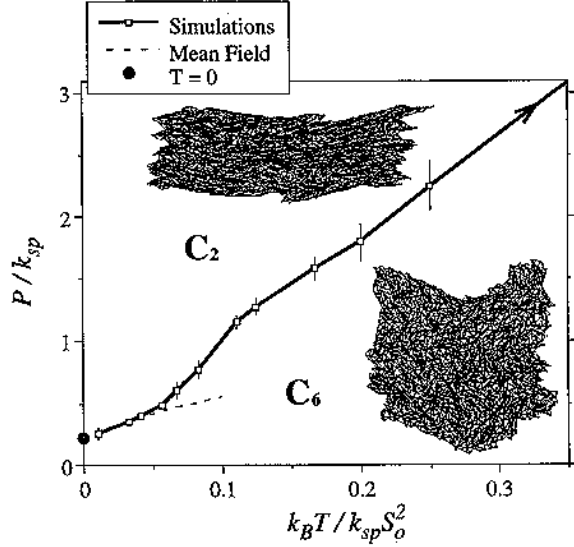 Simulations
Mean Field
T = 0
3
2
1
0
P / k_sp
C₂
C₆
0 0.1 0.2 0.3
k_B T / k_sp S_o^2